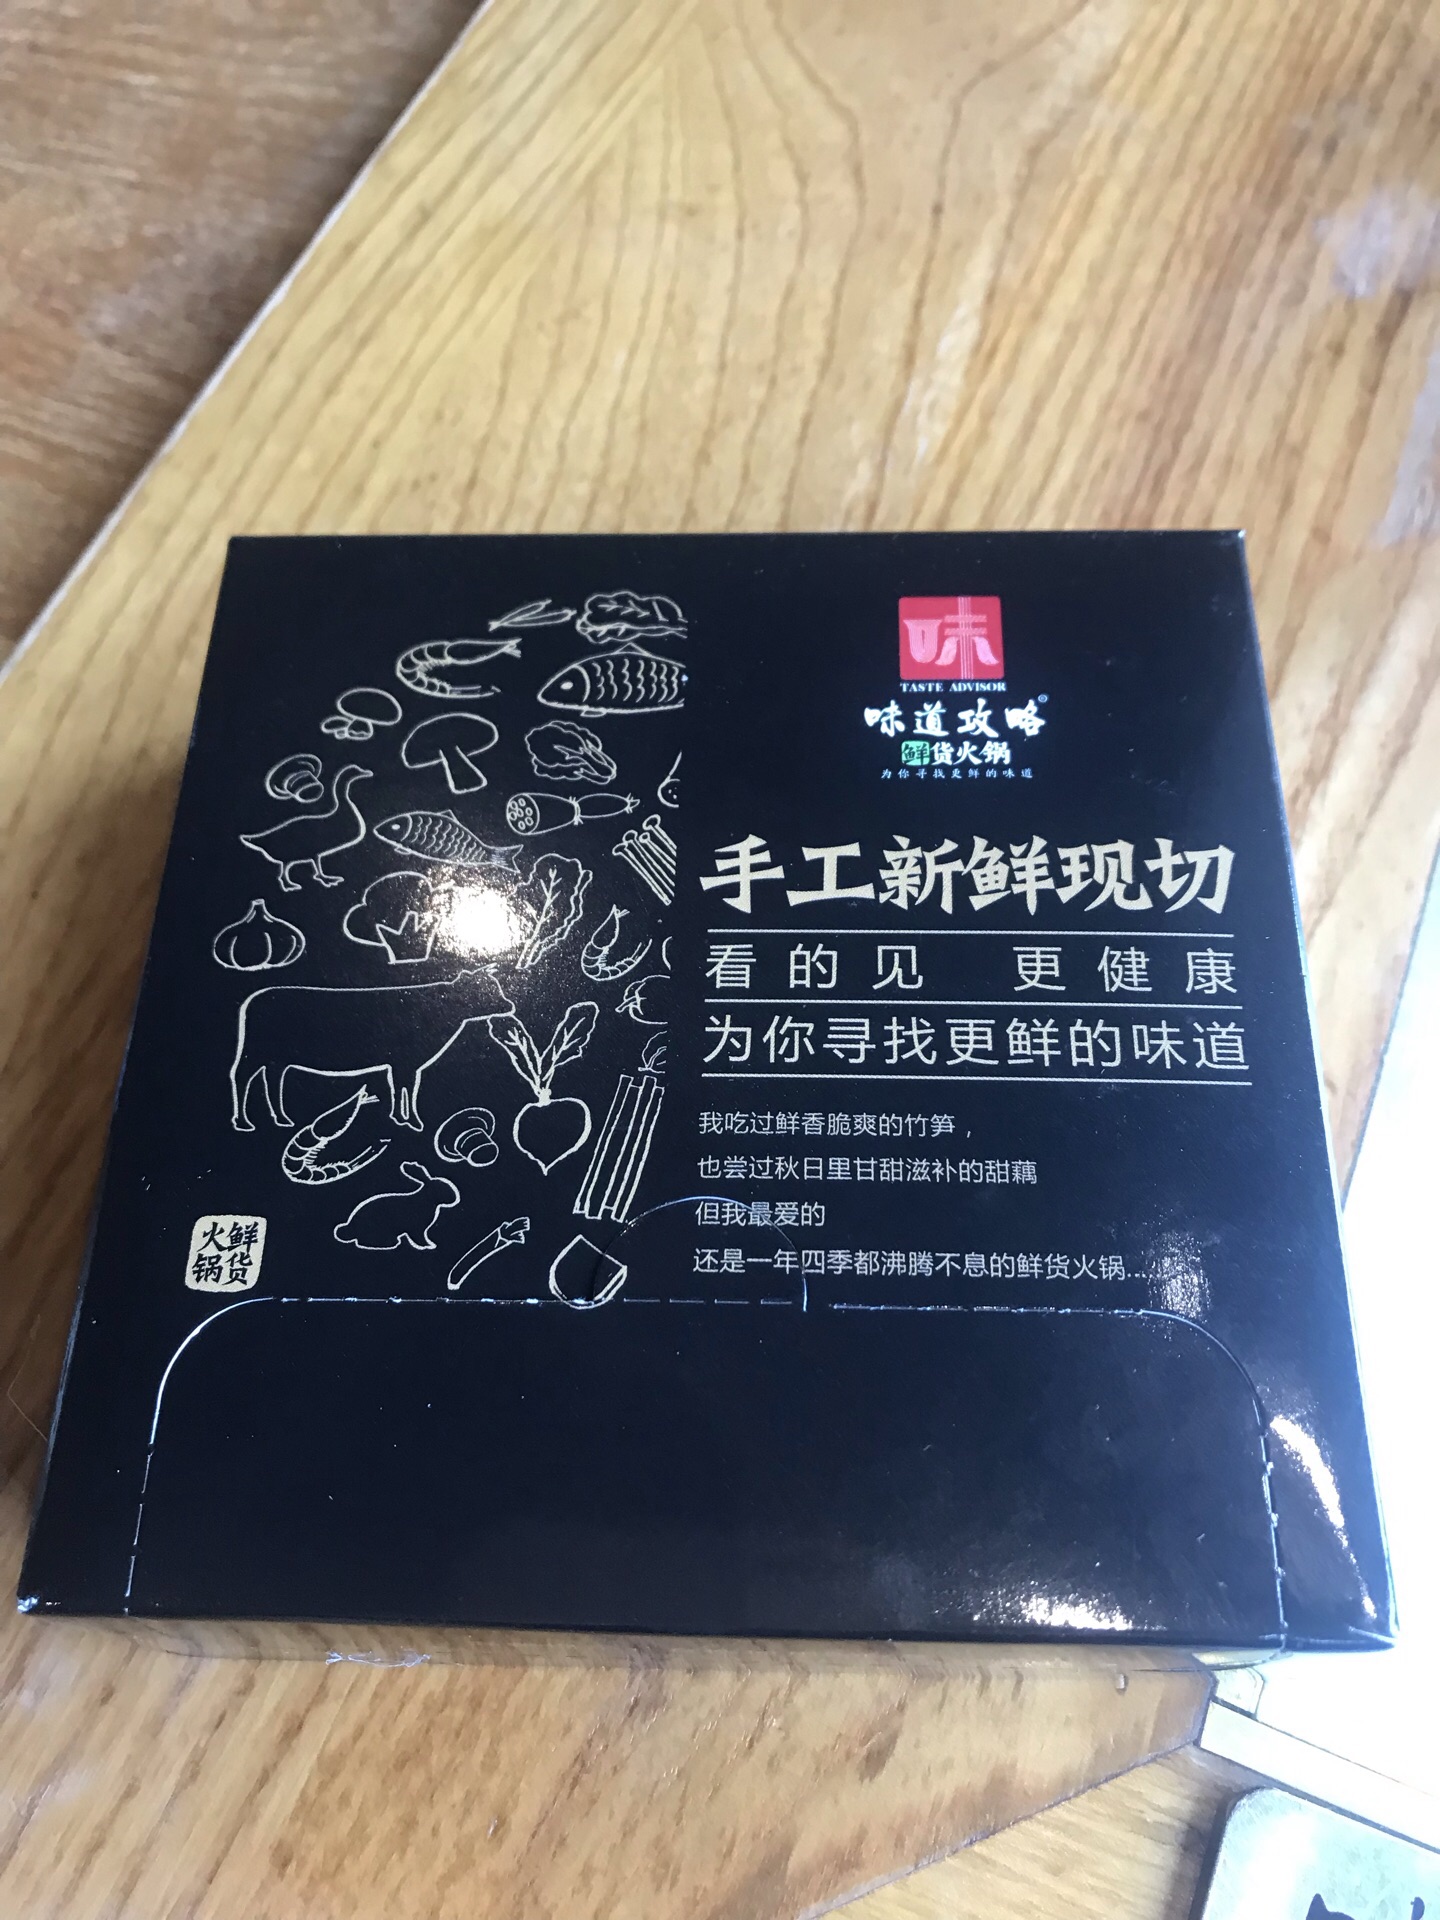 味
TASTE ADVISOR
味道攻略®
鲜货火锅
为你寻找更鲜的味道
手工新鲜现切
看的见 更健康
为你寻找更鲜的味道
我吃过鲜香脆爽的竹笋，
也尝过秋日里甘甜滋补的甜藕
但我最爱的
还是一年四季都沸腾不息的鲜货火锅...
鲜货
火锅